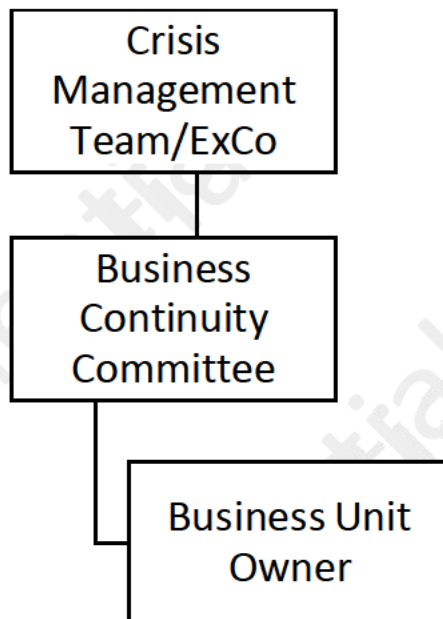 Crisis
Management
Team/ExCo
Business
Continuity
Committee
Business Unit
Owner